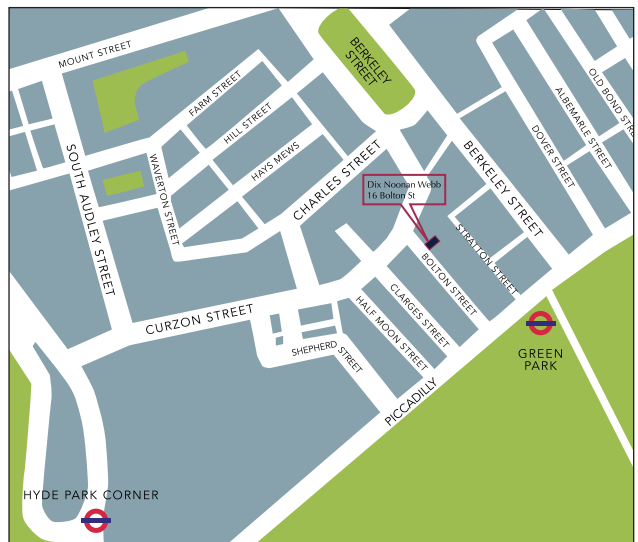 MOUNT STREET
BERKELEY
STREET
FARM STREET
HILL STREET
HAYS MEWS
OLD BOND STR
ALBEMARLE STREET
DOVER STREET
SOUTH AUDLEY STREET
WAVERTON STREET
CHARLES STREET
BERKELEY STREET
Dix Noonan Webb
16 Bolton St
STRATTON STREET
BOLTON STREET
CLARGES STREET
HALF MOON STREET
CURZON STREET
SHEPHERD
STREET
PICCADILLY
GREEN
PARK
HYDE PARK CORNER